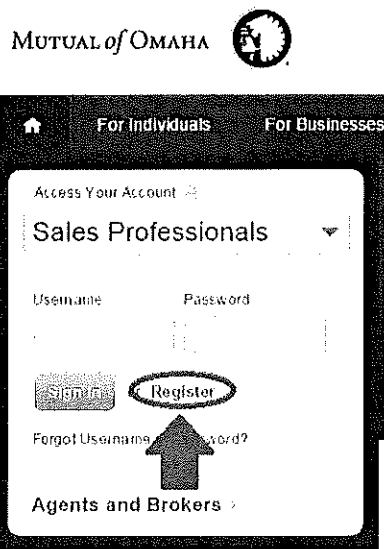 MUTUAL of OMAHA
For Individuals For Businesses
Access Your Account
Sales Professionals
Username Password
Sign In Register
Forgot Username Password?
Agents and Brokers